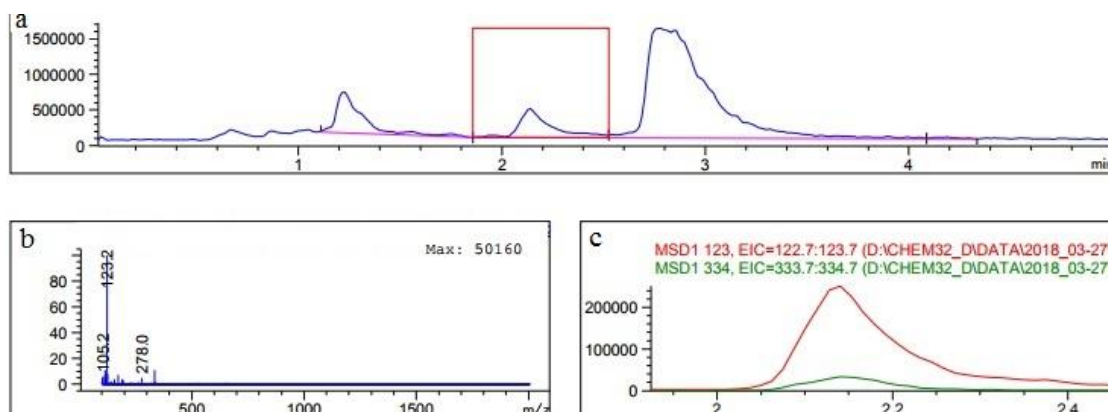 a
1500000
1000000
500000
0
1 2 3 4 min
b
Max: 50160
80
60
40
20
0
123.2
105.2
278.0
500 1000 1500 m/z
c
MSD1 123, EIC=122.7:123.7 (D:\CHEM32_D\DATA\2018_03-27
MSD1 334, EIC=333.7:334.7 (D:\CHEM32_D\DATA\2018_03-27
200000
100000
0
2 2.2 2.4